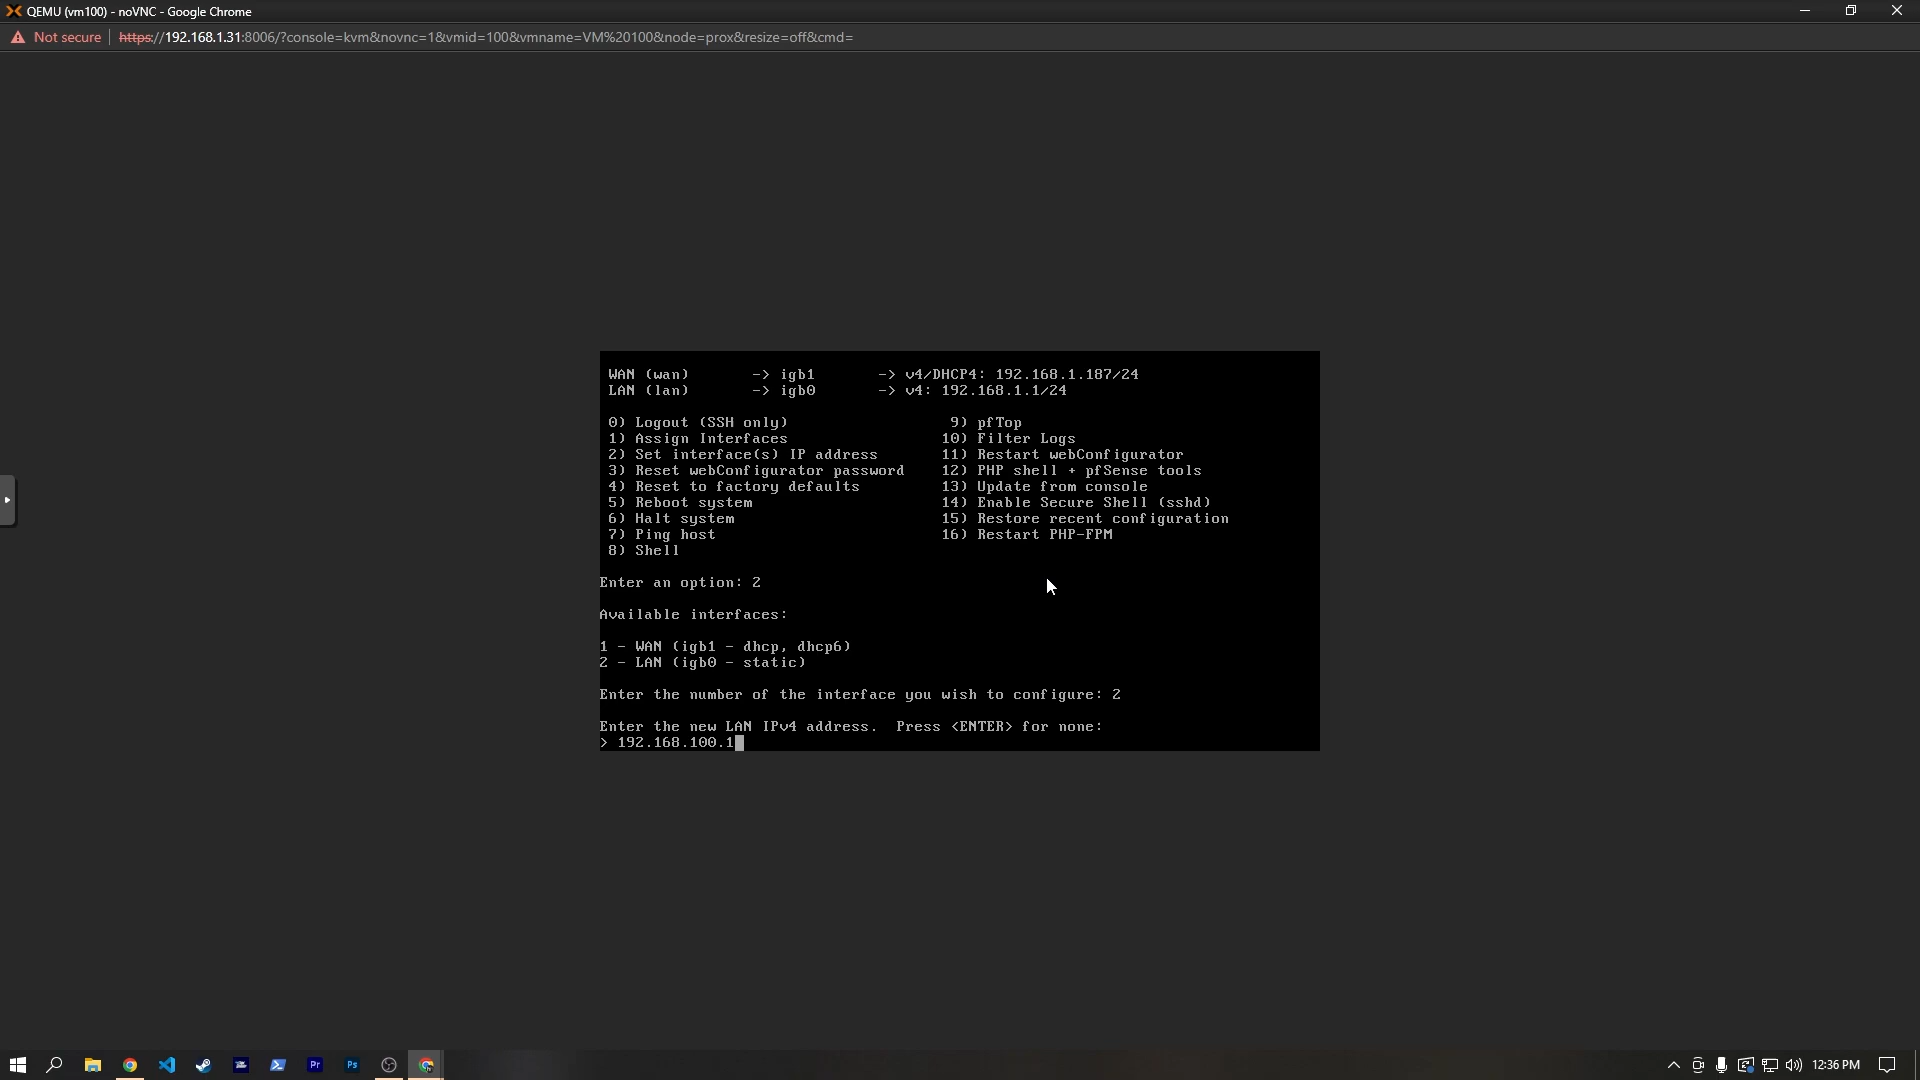 QEMU (vm100) - noVNC - Google Chrome
Not secure | https://192.168.1.31:8006/?console=kvm&novnc=1&vmid=100&vmname=VM%20100&node=prox&resize=off&cmd=
WAN (wan) -> igb1 -> v4/DHCP4: 192.168.1.187/24
LAN (lan) -> igb0 -> v4: 192.168.1.1/24
0) Logout (SSH only) 9) pfTop
1) Assign Interfaces 10) Filter Logs
2) Set interface(s) IP address 11) Restart webConfigurator
3) Reset webConfigurator password 12) PHP shell + pfSense tools
4) Reset to factory defaults 13) Update from console
5) Reboot system 14) Enable Secure Shell (sshd)
6) Halt system 15) Restore recent configuration
7) Ping host 16) Restart PHP-FPM
8) Shell
Enter an option: 2
Available interfaces:
1 - WAN (igb1 - dhcp, dhcp6)
2 - LAN (igb0 - static)
Enter the number of the interface you wish to configure: 2
Enter the new LAN IPv4 address.  Press <ENTER> for none:
> 192.168.100.1
Pr Ps 12:36 PM